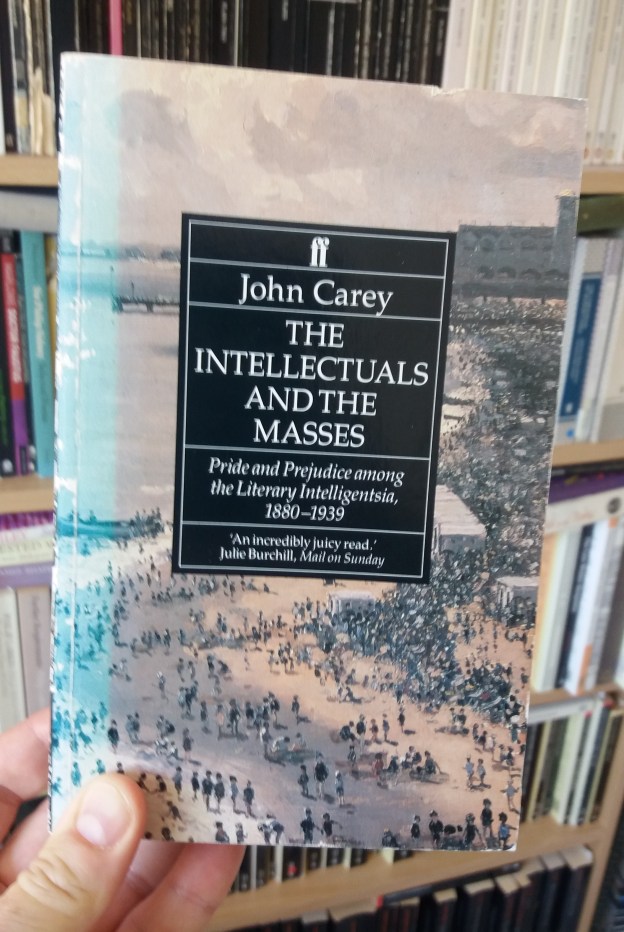 ff
John Carey
THE
INTELLECTUALS
AND THE
MASSES
Pride and Prejudice among
the Literary Intelligentsia,
1880–1939
'An incredibly juicy read.'
Julie Burchill, Mail on Sunday